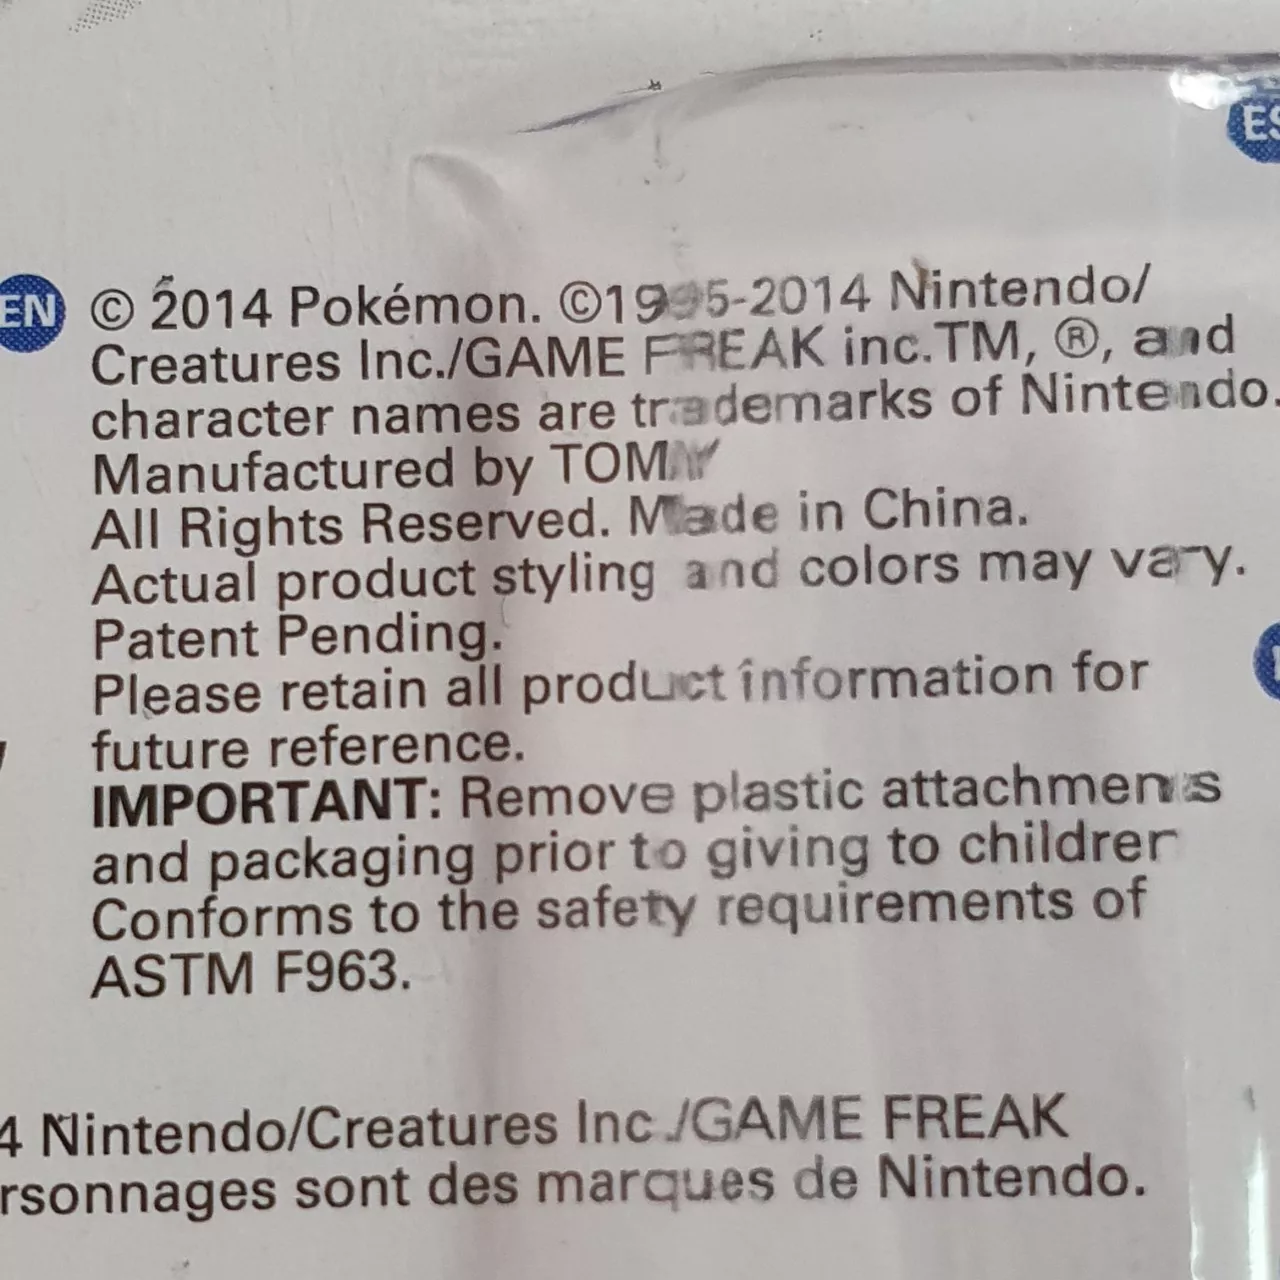 ES
EN © 2014 Pokémon. ©1995-2014 Nintendo/
Creatures Inc./GAME FREAK inc.TM, ®, and
character names are trademarks of Nintendo.
Manufactured by TOMY
All Rights Reserved. Made in China.
Actual product styling and colors may vary.
Patent Pending.
Please retain all product information for
future reference.
IMPORTANT: Remove plastic attachments
and packaging prior to giving to children
Conforms to the safety requirements of
ASTM F963.
4 Nintendo/Creatures Inc./GAME FREAK
rsonnages sont des marques de Nintendo.